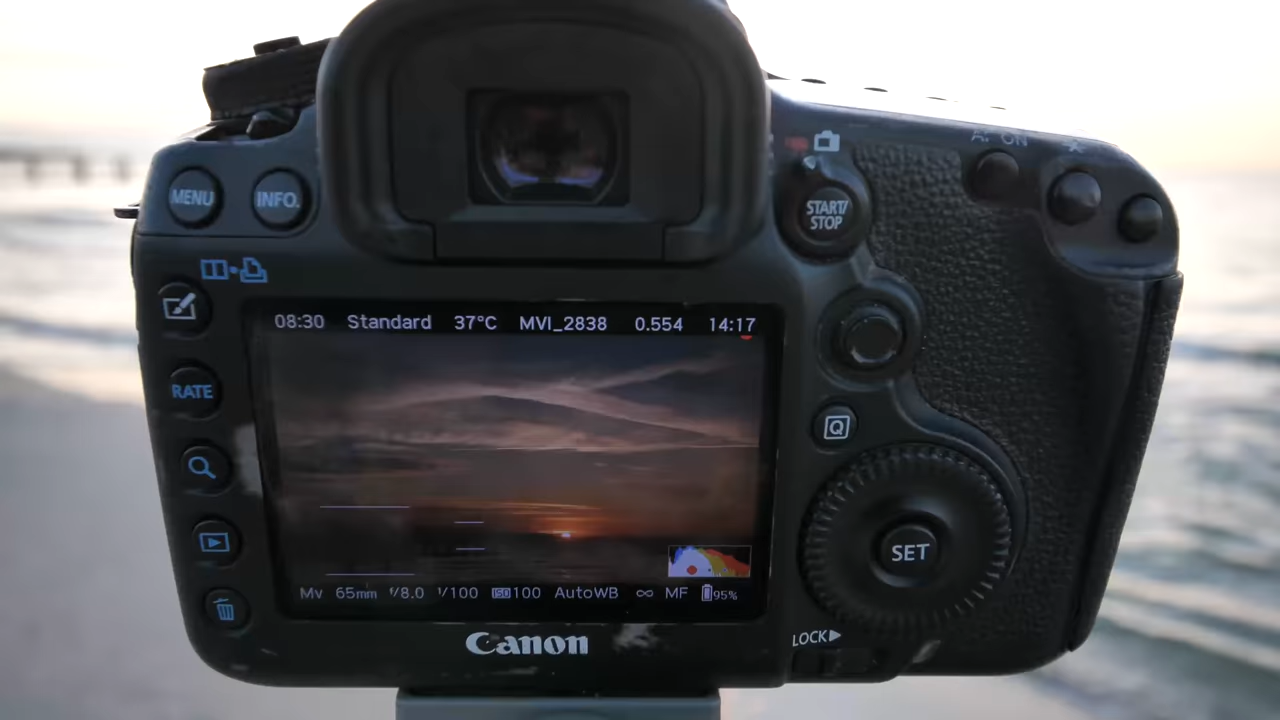 AF-ON
MENU
INFO.
START/
STOP
08:30 Standard 37°C MVI_2838 0.554 14:17
RATE
Q
SET
Mv 65mm f/8.0 1/100 ISO100 AutoWB ∞ MF 95%
LOCK▶
Canon